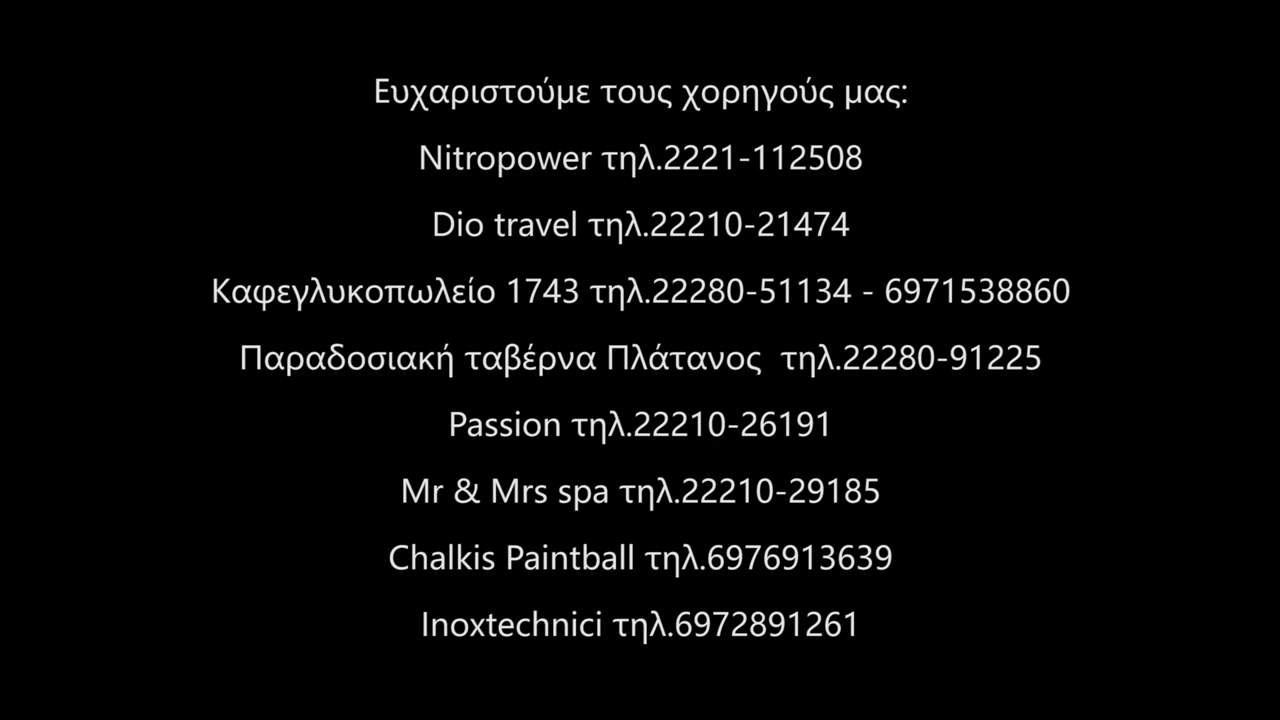 Ευχαριστούμε τους χορηγούς μας:
Nitropower τηλ.2221-112508
Dio travel τηλ.22210-21474
Καφεγλυκοπωλείο 1743 τηλ.22280-51134 - 6971538860
Παραδοσιακή ταβέρνα Πλάτανος  τηλ.22280-91225
Passion τηλ.22210-26191
Mr & Mrs spa τηλ.22210-29185
Chalkis Paintball τηλ.6976913639
Inoxtechnici τηλ.6972891261